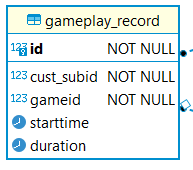 gameplay_record
123 id NOT NULL
123 cust_subid NOT NULL
123 gameid NOT NULL
starttime
duration